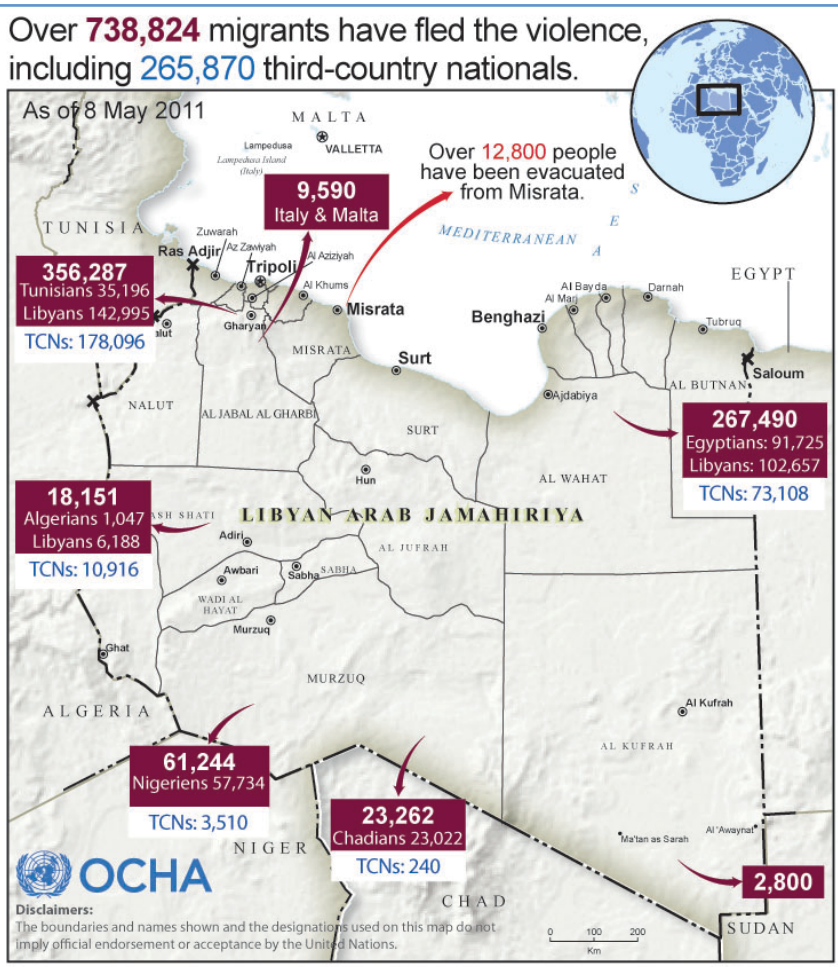 Over 738,824 migrants have fled the violence,
including 265,870 third-country nationals.
As of 8 May 2011
MALTA
Lampedusa
VALLETTA
Lampedusa Island
(Italy)
Over 12,800 people
have been evacuated
from Misrata.
9,590
Italy & Malta
S
E
A
MEDITERRANEAN
TUNISIA
Zuwarah
Ras Adjir
Az Zawiyah
Al Aziziyah
Tripoli
Al Khums
EGYPT
356,287
Tunisians 35,196
Libyans 142,995
TCNs: 178,096
Gharyan
Misrata
MISRATA
Al Bayda
Darnah
Al Marj
Benghazi
Tubruq
Surt
Saloum
NALUT
AL JABAL AL GHARBI
SURT
Ajdabiya
AL BUTNAN
267,490
Egyptians: 91,725
Libyans: 102,657
TCNs: 73,108
Hun
AL WAHAT
18,151
Algerians 1,047
Libyans 6,188
TCNs: 10,916
ASH SHATI
LIBYAN ARAB JAMAHIRIYA
Adiri
AL JUFRAH
Awbari
Sabha
SABHA
WADI AL
HAYAT
Murzuq
Ghat
MURZUQ
ALGERIA
Al Kufrah
AL KUFRAH
61,244
Nigeriens 57,734
TCNs: 3,510
23,262
Chadians 23,022
TCNs: 240
NIGER
CHAD
Ma'tan as Sarah
Al 'Awaynat
2,800
SUDAN
OCHA
Disclaimers:
The boundaries and names shown and the designations used on this map do not
imply official endorsement or acceptance by the United Nations.
0 100 200
Km